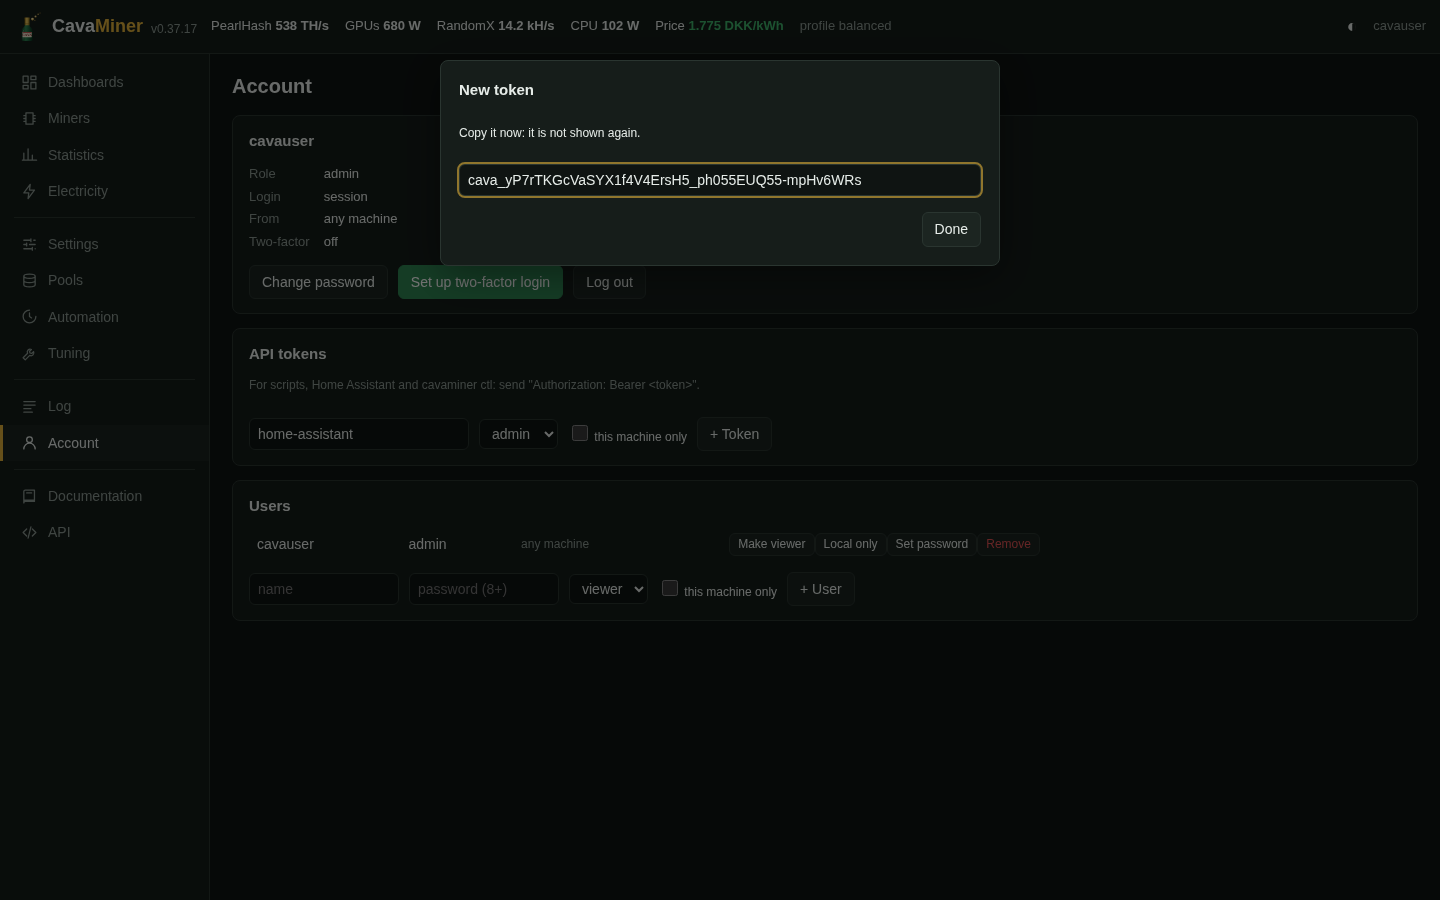 CavaMiner v0.37.17 PearlHash 538 TH/s GPUs 680 W RandomX 14.2 kH/s CPU 102 W Price 1.775 DKK/kWh profile balanced cavauser
Dashboards
Miners
Statistics
Electricity
Settings
Pools
Automation
Tuning
Log
Account
Documentation
API
Account
New token
Copy it now: it is not shown again.
cava_yP7rTKGcVaSYX1f4V4ErsH5_ph055EUQ55-mpHv6WRs
Done
cavauser
Role admin
Login session
From any machine
Two-factor off
Change password Set up two-factor login Log out
API tokens
For scripts, Home Assistant and cavaminer ctl: send "Authorization: Bearer <token>".
home-assistant admin this machine only + Token
Users
cavauser admin any machine Make viewer Local only Set password Remove
name password (8+) viewer this machine only + User